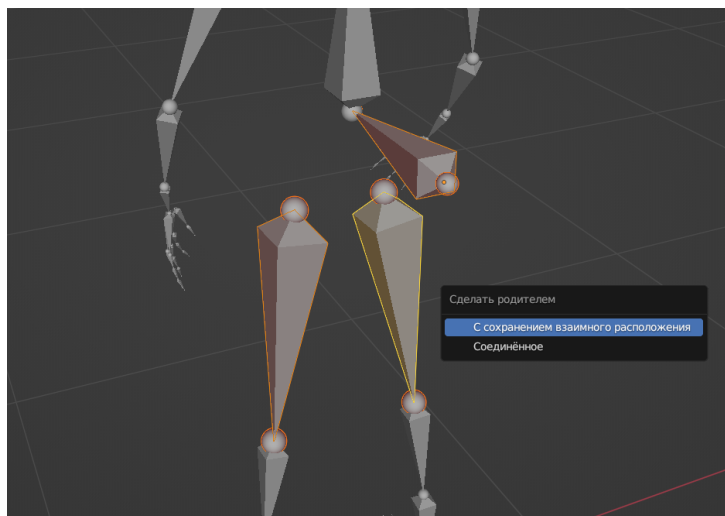 Сделать родителем
С сохранением взаимного расположения
Соединённое